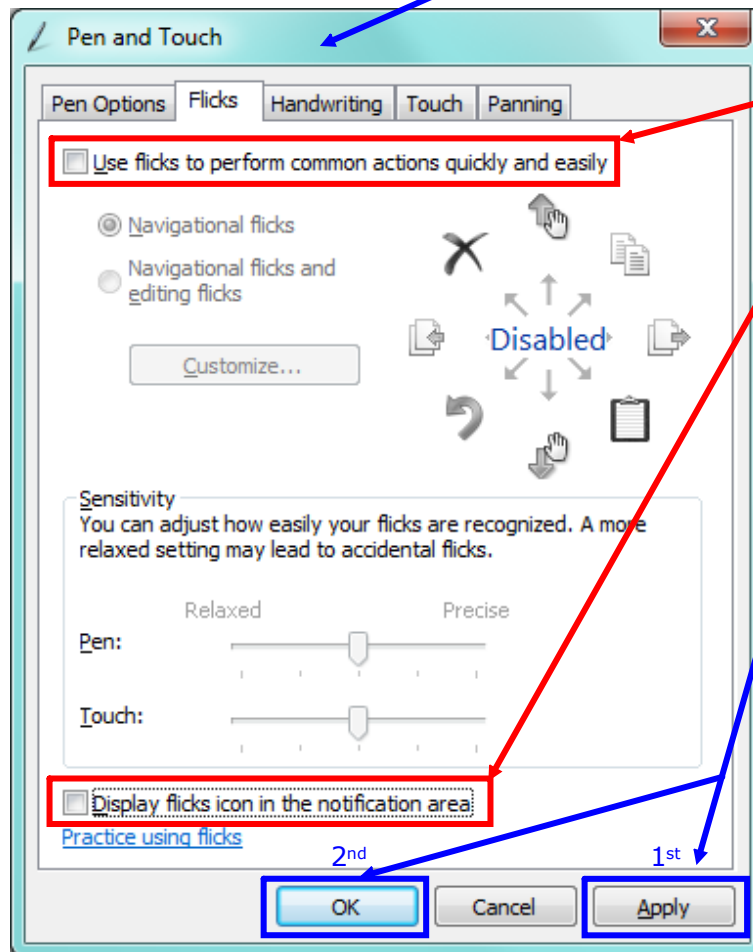 Pen and Touch
Pen Options Flicks Handwriting Touch Panning
Use flicks to perform common actions quickly and easily
Navigational flicks
Navigational flicks and
editing flicks
Disabled
Customize...
Sensitivity
You can adjust how easily your flicks are recognized. A more
relaxed setting may lead to accidental flicks.
Relaxed Precise
Pen:
Touch:
Display flicks icon in the notification area
Practice using flicks
2nd 1st
OK Cancel Apply